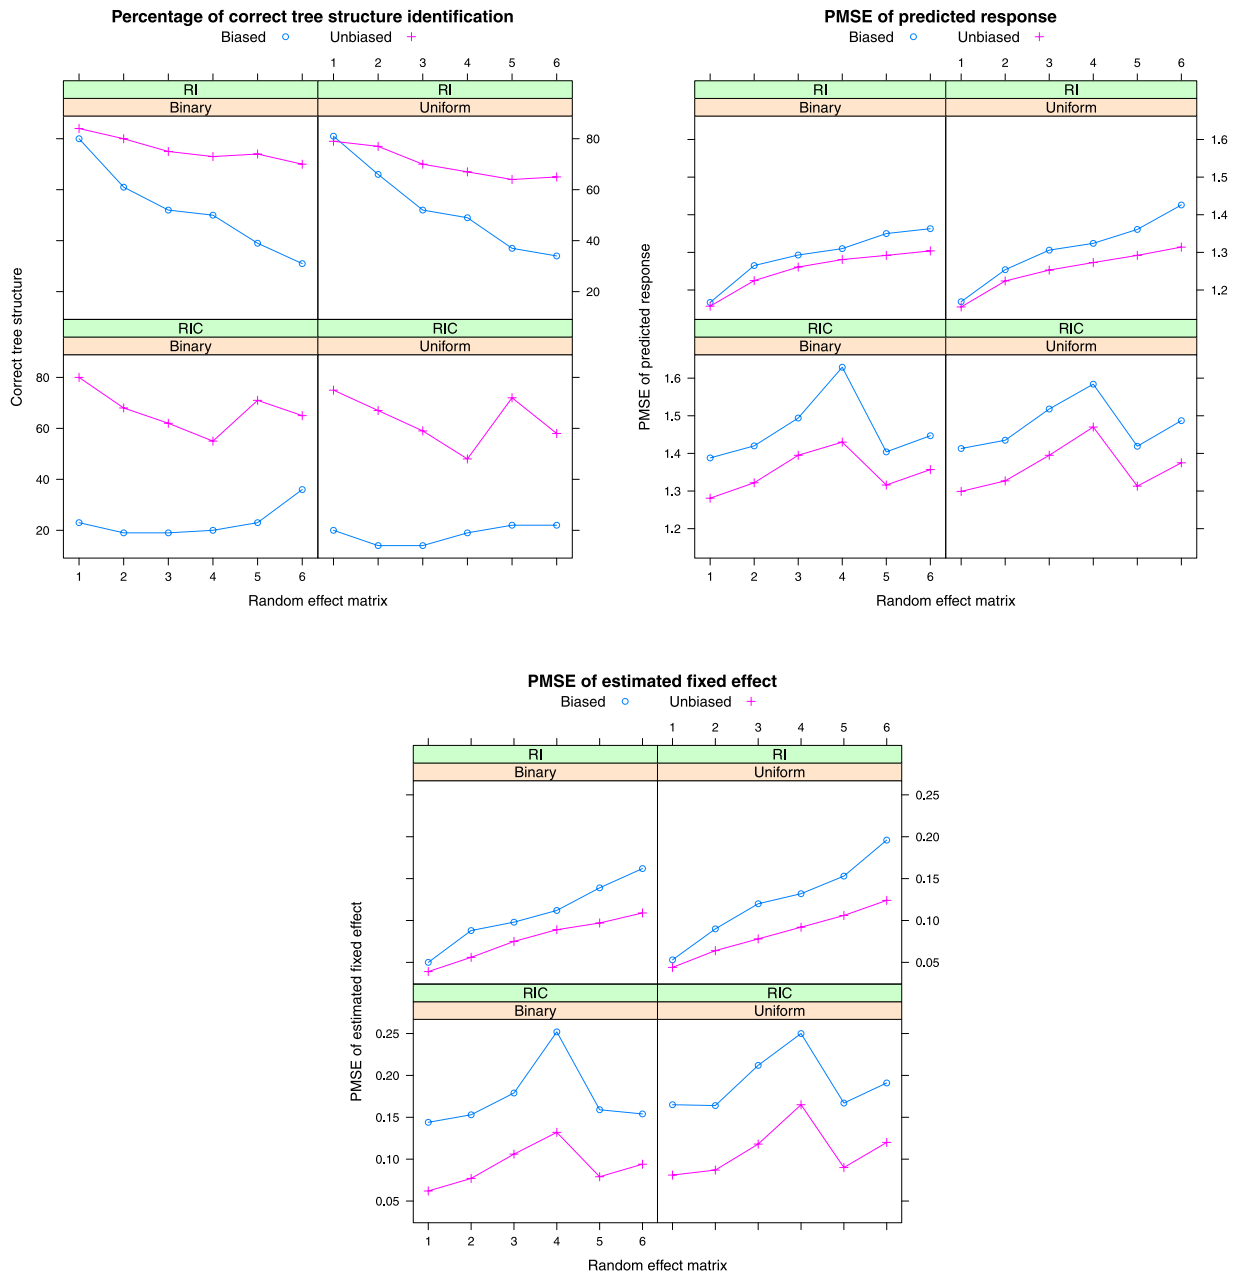 Percentage of correct tree structure identification
Biased Unbiased
1 2 3 4 5 6
RI RI
Binary Uniform
80
60
40
20
RIC RIC
Binary Uniform
80
60
40
20
1 2 3 4 5 6
Correct tree structure
Random effect matrix
PMSE of predicted response
Biased Unbiased
1 2 3 4 5 6
RI RI
Binary Uniform
1.6
1.5
1.4
1.3
1.2
RIC RIC
Binary Uniform
1.6
1.5
1.4
1.3
1.2
1 2 3 4 5 6
PMSE of predicted response
Random effect matrix
PMSE of estimated fixed effect
Biased Unbiased
1 2 3 4 5 6
RI RI
Binary Uniform
0.25
0.20
0.15
0.10
0.05
RIC RIC
Binary Uniform
0.25
0.20
0.15
0.10
0.05
1 2 3 4 5 6
PMSE of estimated fixed effect
Random effect matrix